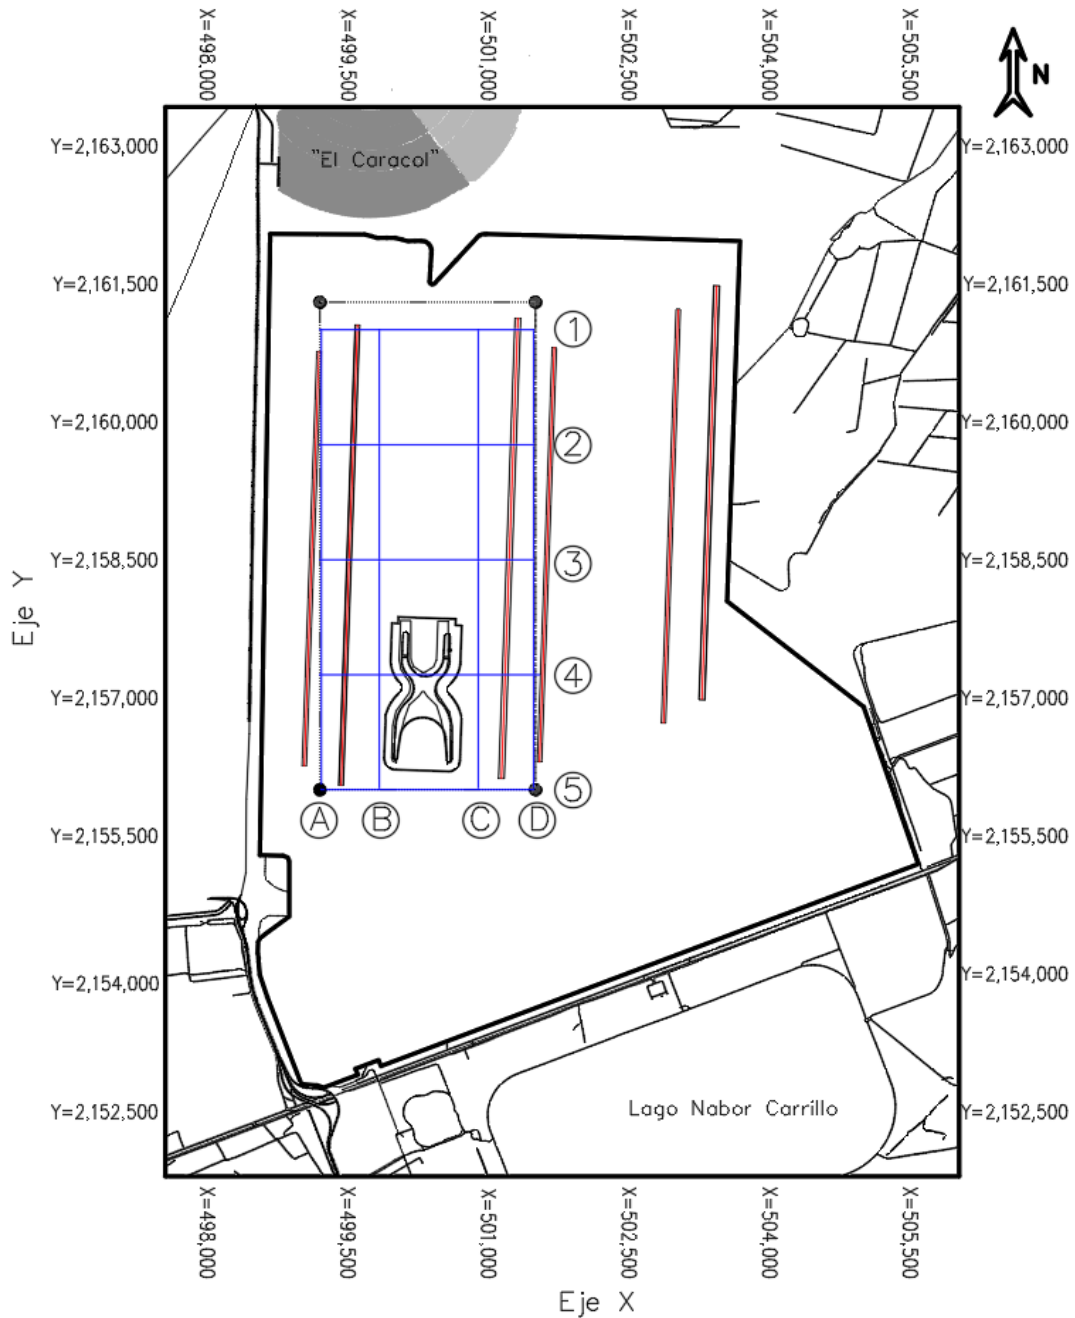 X=498,000
X=499,500
X=501,000
X=502,500
X=504,000
X=505,500
N
Y=2,163,000
"El Caracol"
Y=2,163,000
Y=2,161,500
Y=2,161,500
1
Y=2,160,000
2
Y=2,160,000
Y=2,158,500
3
Y=2,158,500
Eje Y
4
Y=2,157,000
Y=2,157,000
5
A
B
C
D
Y=2,155,500
Y=2,155,500
Y=2,154,000
Y=2,154,000
Y=2,152,500
Lago Nabor Carrillo
Y=2,152,500
X=498,000
X=499,500
X=501,000
X=502,500
X=504,000
X=505,500
Eje X